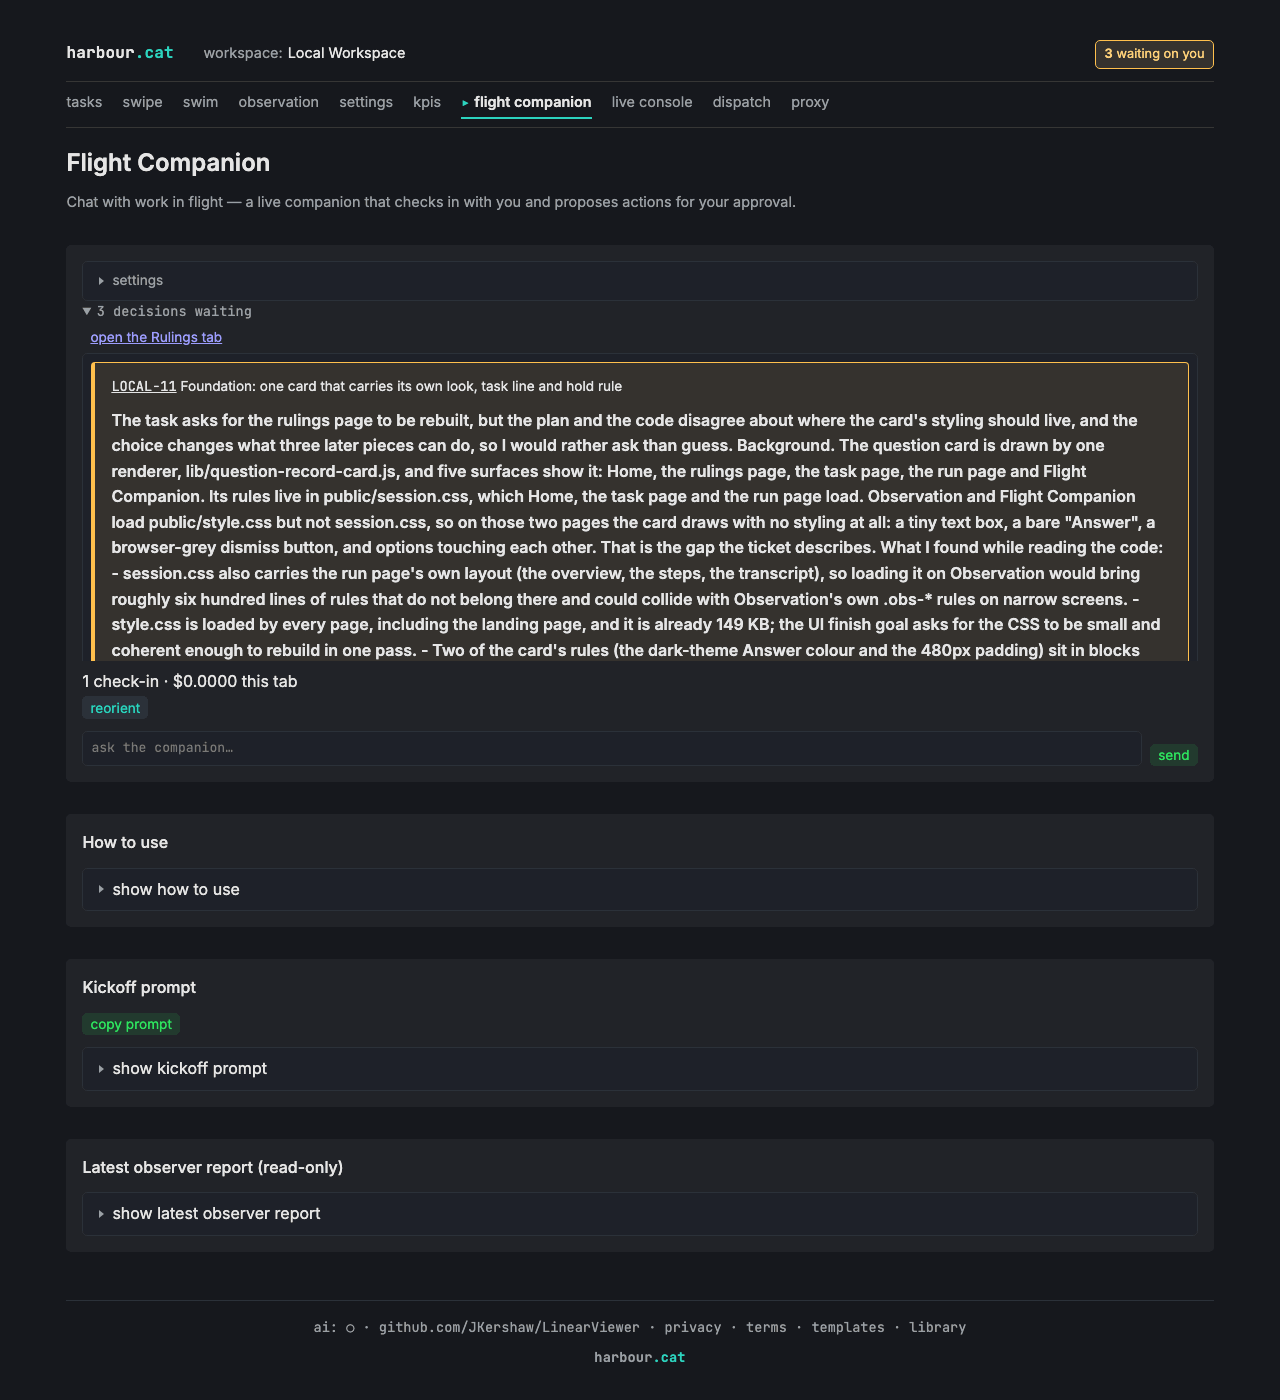 harbour.cat
workspace: Local Workspace
3 waiting on you
tasks swipe swim observation settings kpis ▸ flight companion live console dispatch proxy
Flight Companion
Chat with work in flight — a live companion that checks in with you and proposes actions for your approval.
settings
3 decisions waiting
open the Rulings tab
LOCAL-11 Foundation: one card that carries its own look, task line and hold rule
The task asks for the rulings page to be rebuilt, but the plan and the code disagree about where the card's styling should live, and the
choice changes what three later pieces can do, so I would rather ask than guess. Background. The question card is drawn by one
renderer, lib/question-record-card.js, and five surfaces show it: Home, the rulings page, the task page, the run page and Flight
Companion. Its rules live in public/session.css, which Home, the task page and the run page load. Observation and Flight Companion
load public/style.css but not session.css, so on those two pages the card draws with no styling at all: a tiny text box, a bare "Answer", a
browser-grey dismiss button, and options touching each other. That is the gap the ticket describes. What I found while reading the code:
- session.css also carries the run page's own layout (the overview, the steps, the transcript), so loading it on Observation would bring
roughly six hundred lines of rules that do not belong there and could collide with Observation's own .obs-* rules on narrow screens. -
style.css is loaded by every page, including the landing page, and it is already 149 KB; the UI finish goal asks for the CSS to be small and
coherent enough to rebuild in one pass. - Two of the card's rules (the dark-theme Answer colour and the 480px padding) sit in blocks
1 check-in · $0.0000 this tab
reorient
ask the companion…
send
How to use
show how to use
Kickoff prompt
copy prompt
show kickoff prompt
Latest observer report (read-only)
show latest observer report
ai: ○ · github.com/JKershaw/LinearViewer · privacy · terms · templates · library
harbour.cat